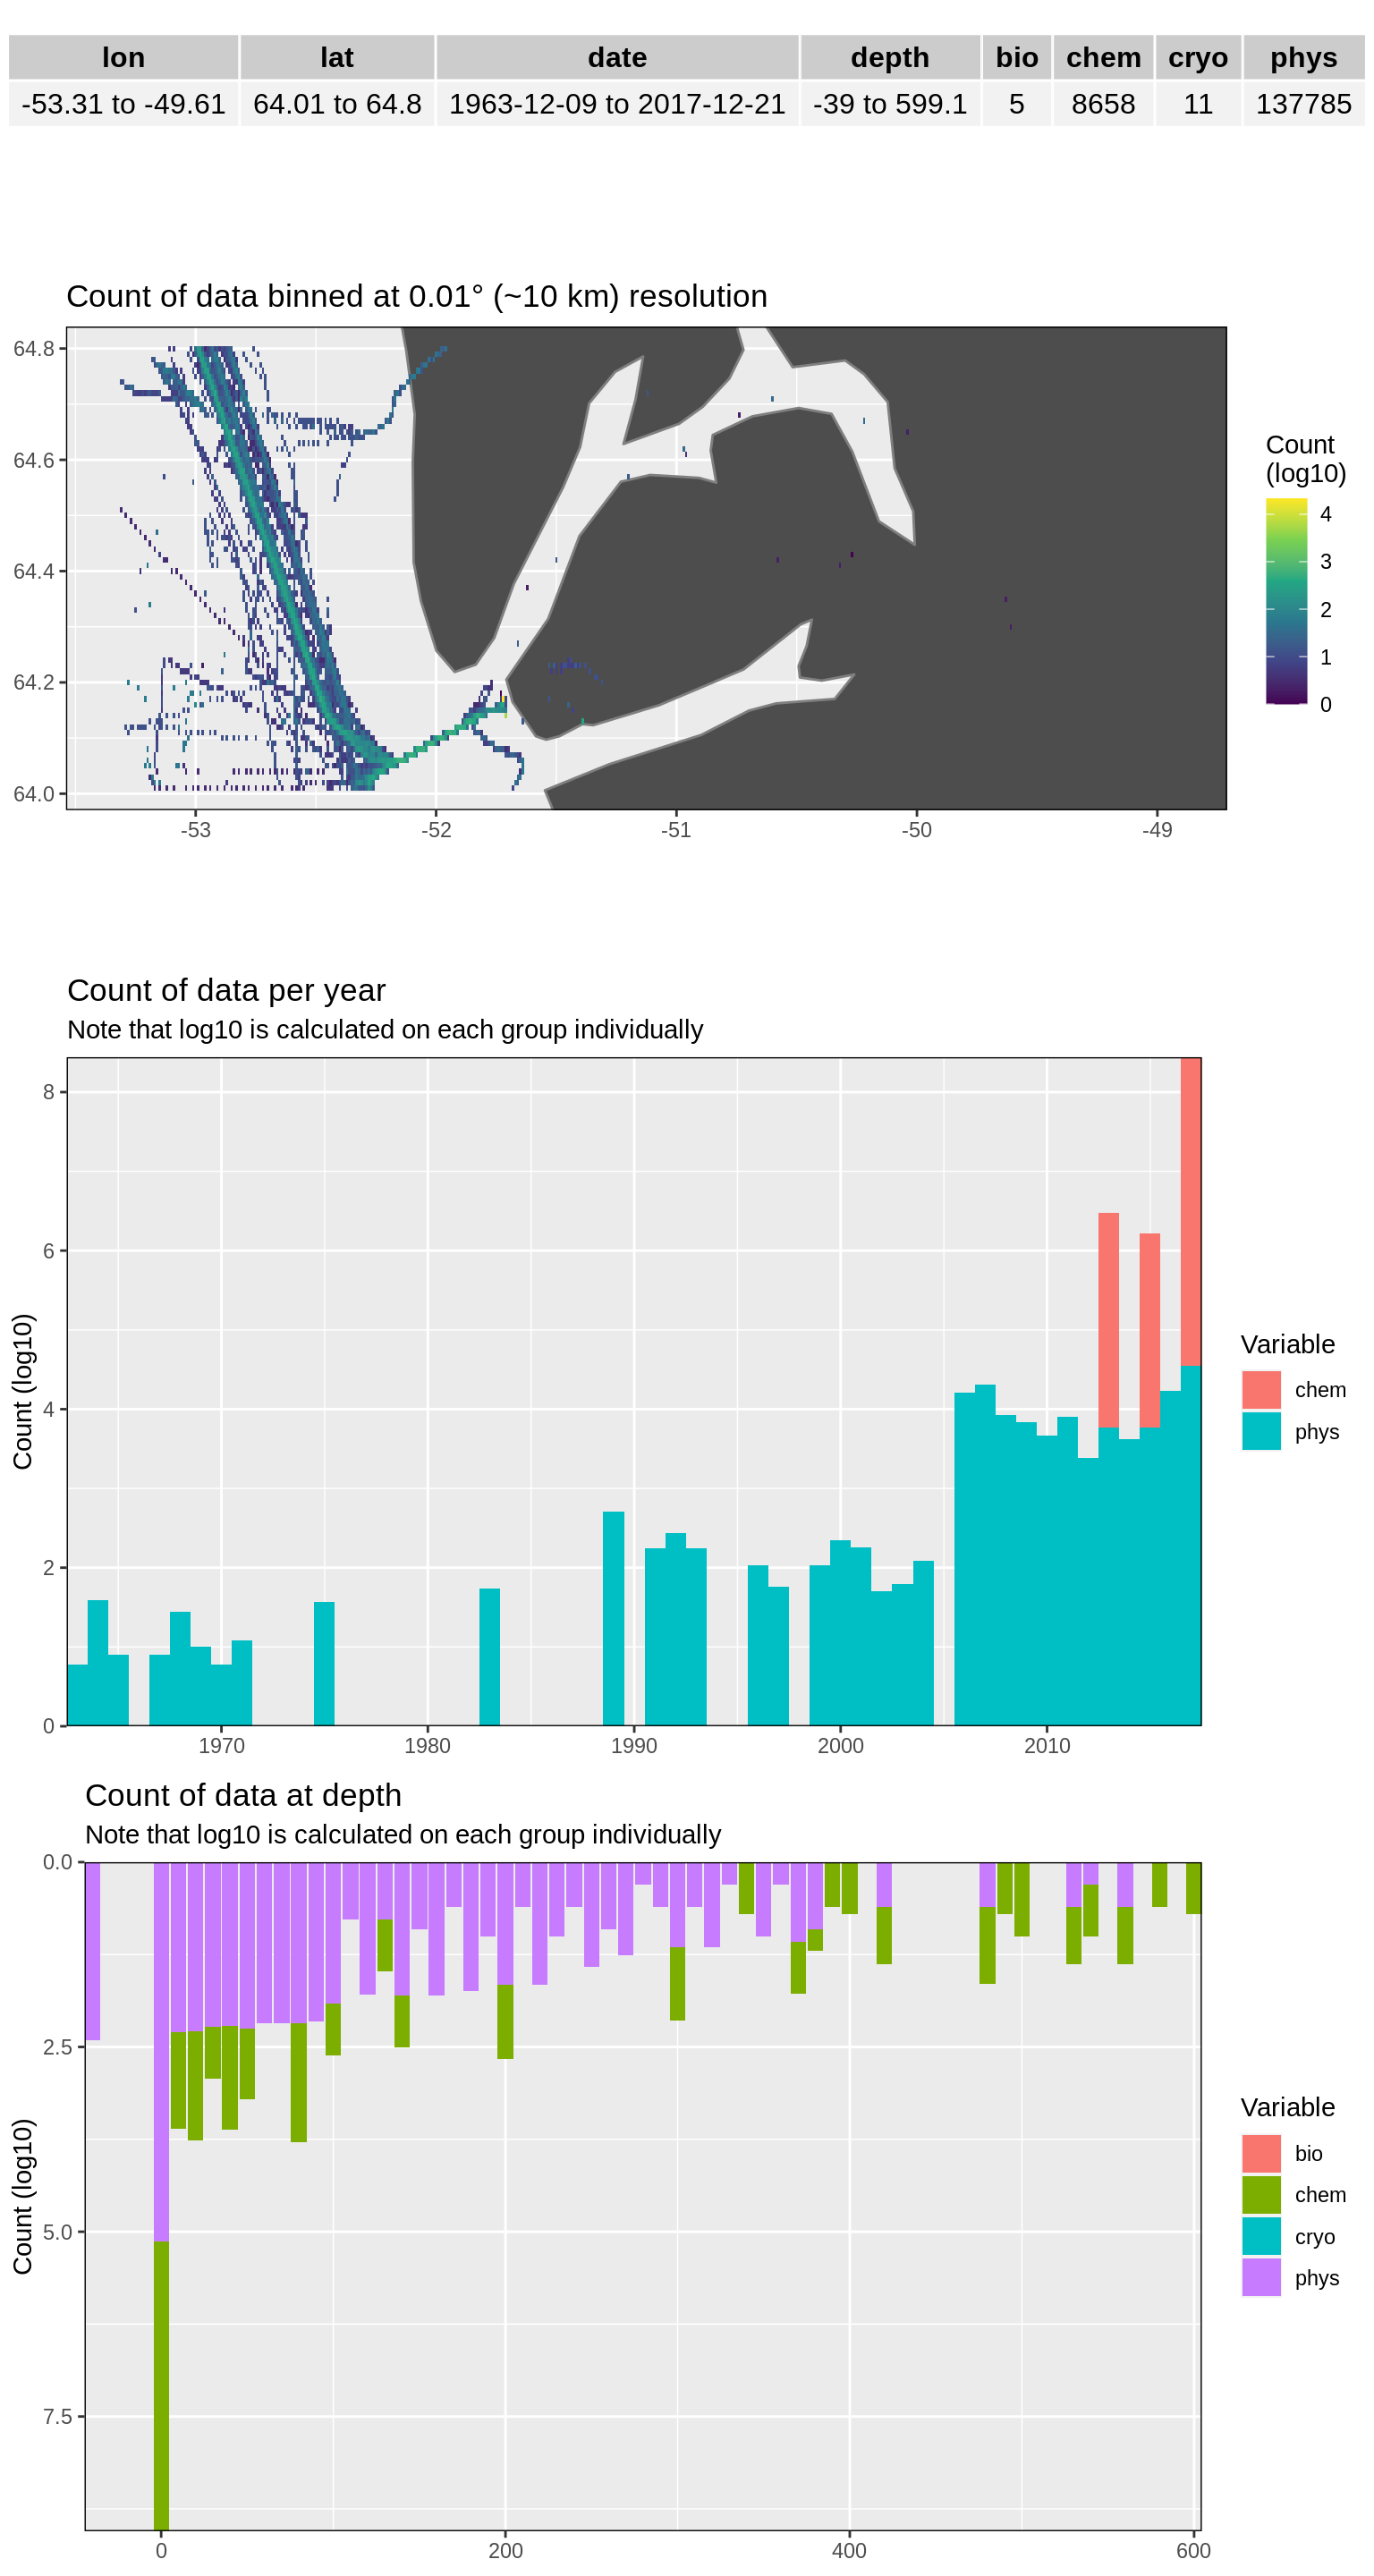 lon lat date depth bio chem cryo phys
-53.31 to -49.61 64.01 to 64.8 1963-12-09 to 2017-12-21 -39 to 599.1 5 8658 11 137785
Count of data binned at 0.01° (~10 km) resolution
64.8
64.6
64.4
64.2
64.0
-53 -52 -51 -50 -49
Count
(log10)
4
3
2
1
0
Count of data per year
Note that log10 is calculated on each group individually
Count (log10)
8
6
4
2
0
1970 1980 1990 2000 2010
Variable
chem
phys
Count of data at depth
Note that log10 is calculated on each group individually
Count (log10)
0.0
2.5
5.0
7.5
0 200 400 600
Variable
bio
chem
cryo
phys